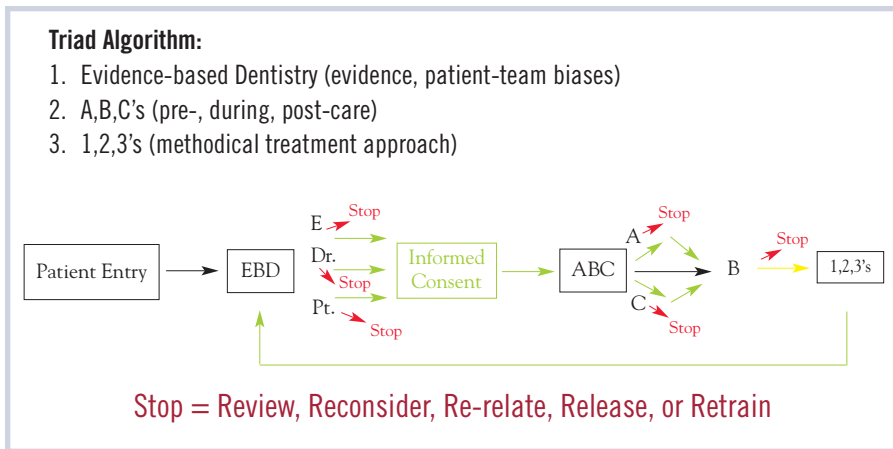 Triad Algorithm:
1. Evidence-based Dentistry (evidence, patient-team biases)
2. A,B,C's (pre-, during, post-care)
3. 1,2,3's (methodical treatment approach)
Patient Entry
EBD
E
Stop
Dr.
Stop
Pt.
Stop
Informed
Consent
ABC
A
Stop
C
Stop
B
Stop
1,2,3's
Stop = Review, Reconsider, Re-relate, Release, or Retrain